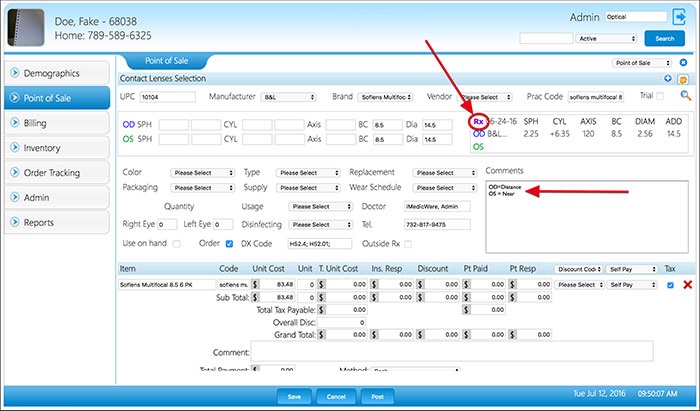 Doe, Fake - 68038
Home: 789-589-6325
Admin Optical
Active Search
Demographics
Point of Sale
Billing
Inventory
Order Tracking
Admin
Reports
Point of Sale
Point of Sale
Contact Lenses Selection
UPC 10104 Manufacturer B&L Brand Soflens Multifoc Vendor Please Select Prac Code soflens multifocal 8 Trial
OD SPH CYL Axis BC 8.5 Dia 14.5
OS SPH CYL Axis BC 8.5 Dia 14.5
Rx 06-24-16 SPH CYL AXIS BC DIAM ADD
OD B&L... 2.25 +6.35 120 8.5 2.56 14.5
OS
Color Please Select Type Please Select Replacement Please Select
Packaging Please Select Supply Please Select Wear Schedule Please Select
Quantity Usage Please Select Doctor iMedicWare, Admin
Right Eye 0 Left Eye 0 Disinfecting Please Select Tel. 732-817-9475
Use on hand Order DX Code H52.4; H52.01; Outside Rx
Comments
OD=Distance
OS = Near
Item Code Unit Cost Unit T. Unit Cost Ins. Resp Discount Pt Paid Pt Resp Discount Code Self Pay Tax
Soflens Multifocal 8.5 6 PK soflens mu $ 83.48 0 $ 0.00 $ 0.00 $ 0.00 $ 0.00 $ 0.00 Please Select Self Pay
Sub Total: $ 83.48 0 $ 0.00 $ 0.00 $ 0.00 $ 0.00 $ 0.00
Total Tax Payable: $ 0.00 $ 0.00
Overall Disc: 0
Grand Total: $ 0.00 $ 0.00 $ 0.00 $ 0.00 $ 0.00
Comment:
Total Payment $ 0.00 Method:
Save Cancel Post
Tue Jul 12, 2016 09:50:07 AM